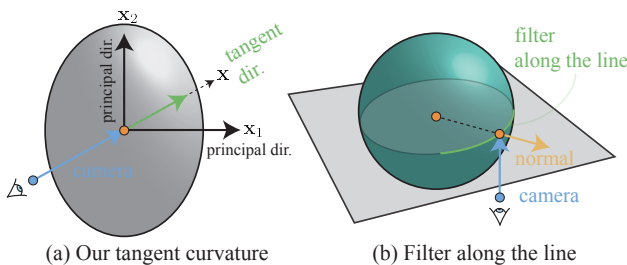 x₂
principal dir.
tangent
dir.
x
x₁
principal dir.
camera
(a) Our tangent curvature
filter
along the line
normal
camera
(b) Filter along the line